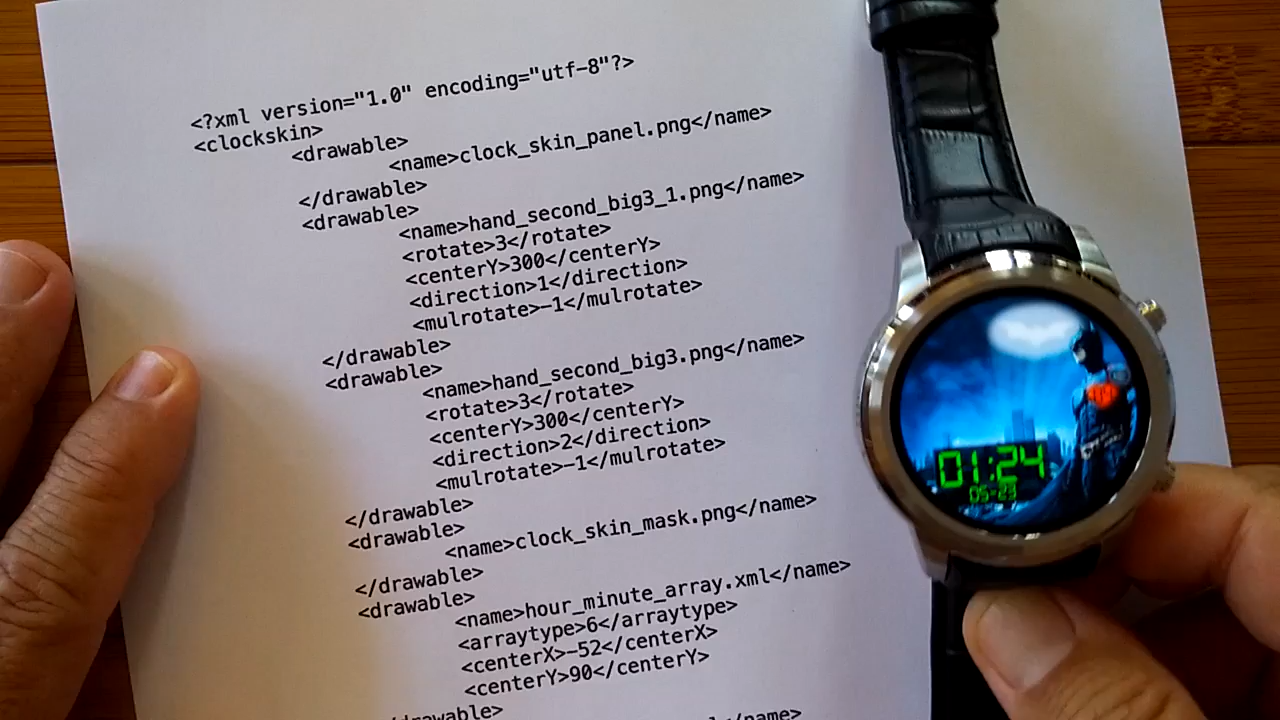 <?xml version="1.0" encoding="utf-8"?>
<clockskin>
<drawable>
<name>clock_skin_panel.png</name>
</drawable>
<drawable>
<name>hand_second_big3_1.png</name>
<rotate>3</rotate>
<centerY>300</centerY>
<direction>1</direction>
<mulrotate>-1</mulrotate>
</drawable>
<drawable>
<name>hand_second_big3.png</name>
<rotate>3</rotate>
<centerY>300</centerY>
<direction>2</direction>
<mulrotate>-1</mulrotate>
</drawable>
<drawable>
<name>clock_skin_mask.png</name>
</drawable>
<drawable>
<name>hour_minute_array.xml</name>
<arraytype>6</arraytype>
<centerX>-52</centerX>
<centerY>90</centerY>
</drawable>
</name>
01:24
05-23